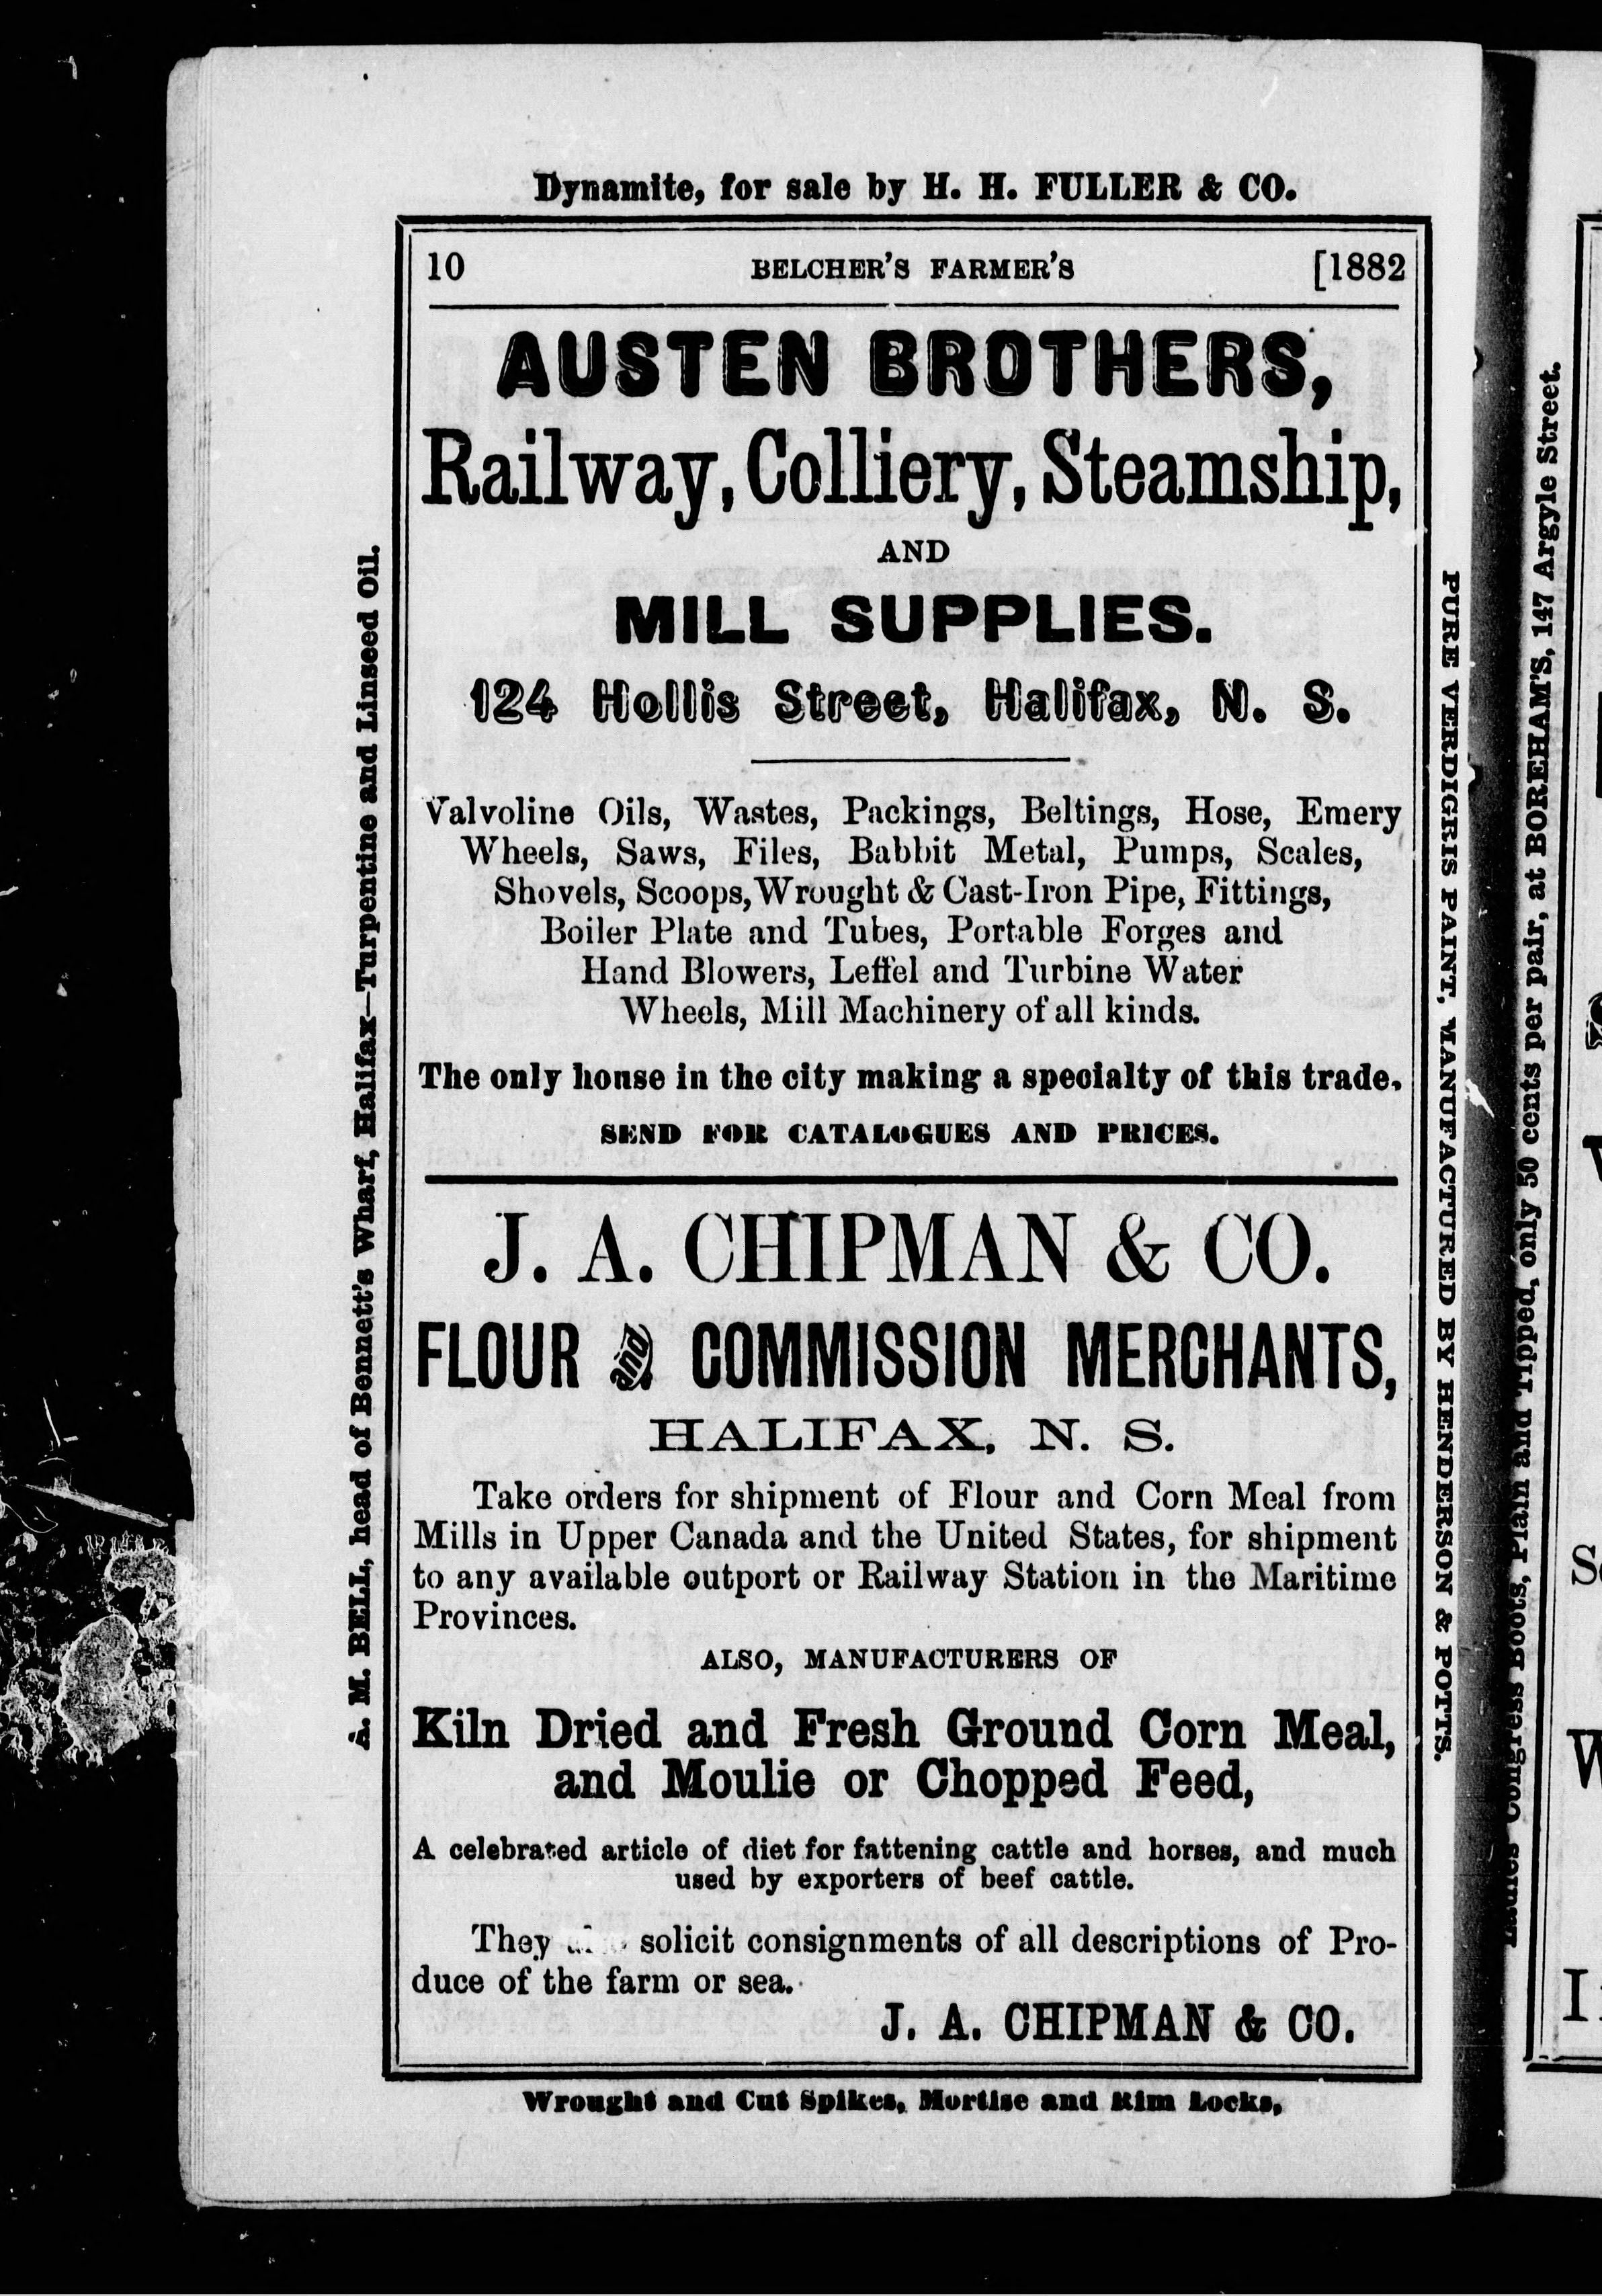 Dynamite, for sale by H. H. FULLER & CO.
10 BELCHER'S FARMER'S [1882
AUSTEN BROTHERS,
Railway, Colliery, Steamship,
AND
MILL SUPPLIES.
124 Hollis Street, Halifax, N. S.
Valvoline Oils, Wastes, Packings, Beltings, Hose, Emery
Wheels, Saws, Files, Babbit Metal, Pumps, Scales,
Shovels, Scoops, Wrought & Cast-Iron Pipe, Fittings,
Boiler Plate and Tubes, Portable Forges and
Hand Blowers, Leffel and Turbine Water
Wheels, Mill Machinery of all kinds.
The only house in the city making a specialty of this trade.
SEND FOR CATALOGUES AND PRICES.
J. A. CHIPMAN & CO.
FLOUR and COMMISSION MERCHANTS,
HALIFAX, N. S.
Take orders for shipment of Flour and Corn Meal from
Mills in Upper Canada and the United States, for shipment
to any available outport or Railway Station in the Maritime
Provinces.
ALSO, MANUFACTURERS OF
Kiln Dried and Fresh Ground Corn Meal,
and Moulie or Chopped Feed,
A celebrated article of diet for fattening cattle and horses, and much
used by exporters of beef cattle.
They solicit consignments of all descriptions of Pro-
duce of the farm or sea.
J. A. CHIPMAN & CO.
Wrought and Cut Spikes, Mortise and Rim Locks,
A. M. BELL, head of Bennett's Wharf, Halifax—Turpentine and Linseed Oil.
PURE VERDIGRIS PAINT, MANUFACTURED BY HENDERSON & POTTS.
Congress Boots, Plain and Tipped, only 50 cents per pair, at BOREHAM'S, 147 Argyle Street.